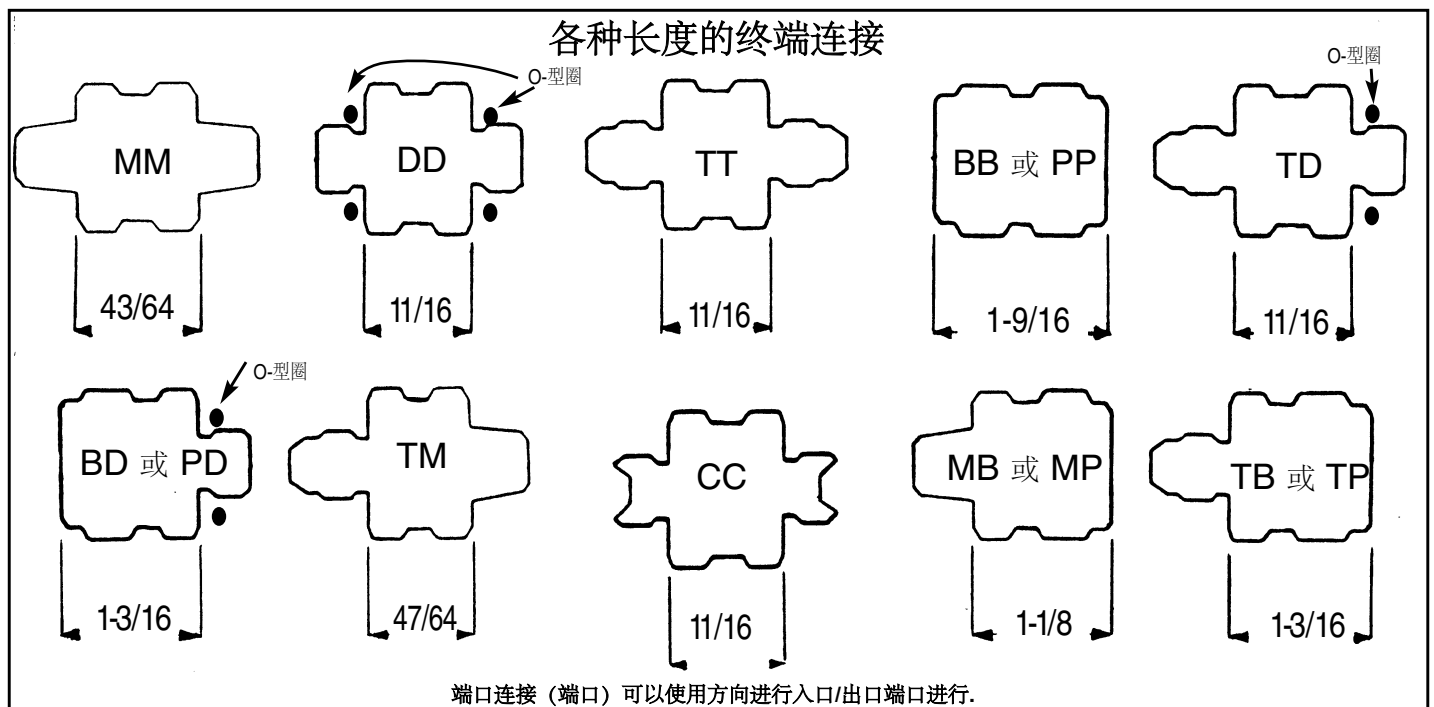 各种长度的终端连接
O-型圈
O-型圈
MM
DD
TT
BB 或 PP
TD
43/64
11/16
11/16
1-9/16
11/16
O-型圈
BD 或 PD
TM
CC
MB 或 MP
TB 或 TP
1-3/16
47/64
11/16
1-1/8
1-3/16
端口连接（端口）可以使用方向进行入口/出口端口进行.